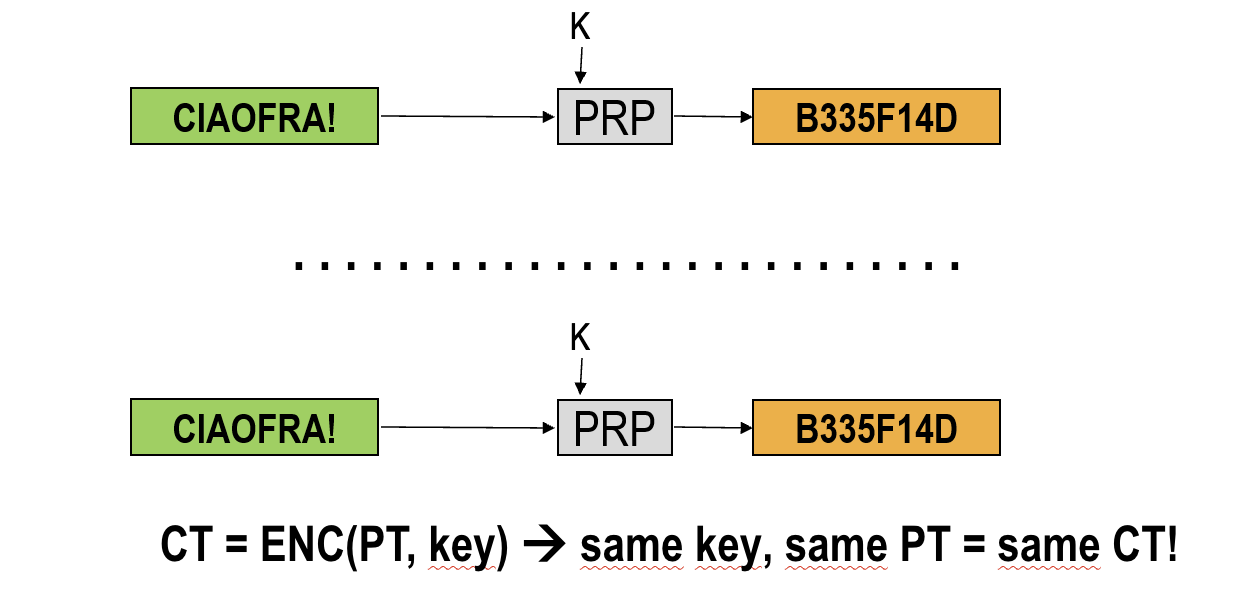 K
CIAOFRA! PRP B335F14D
. . . . . . . . . . . . . . . . . . . . . . . . . .
K
CIAOFRA! PRP B335F14D
CT = ENC(PT, key) → same key, same PT = same CT!